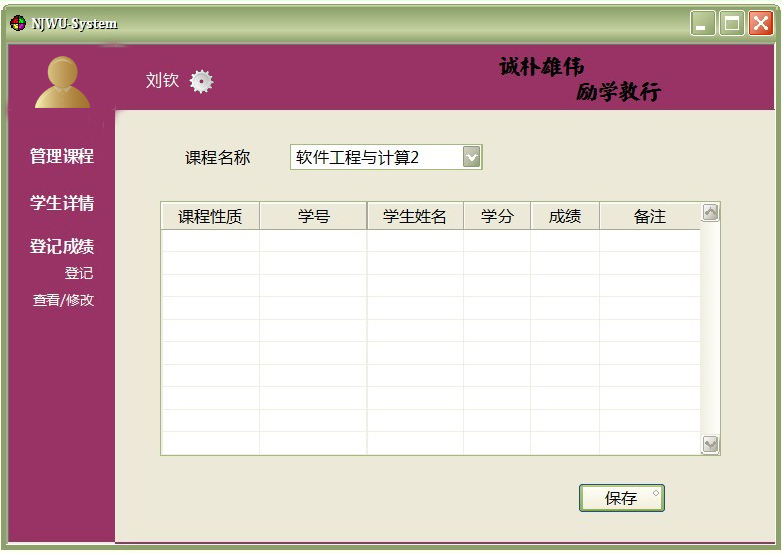 NJWU-System
刘钦
诚朴雄伟
励学敦行
管理课程
学生详情
登记成绩
登记
查看/修改
课程名称 软件工程与计算2
课程性质 学号 学生姓名 学分 成绩 备注
保存